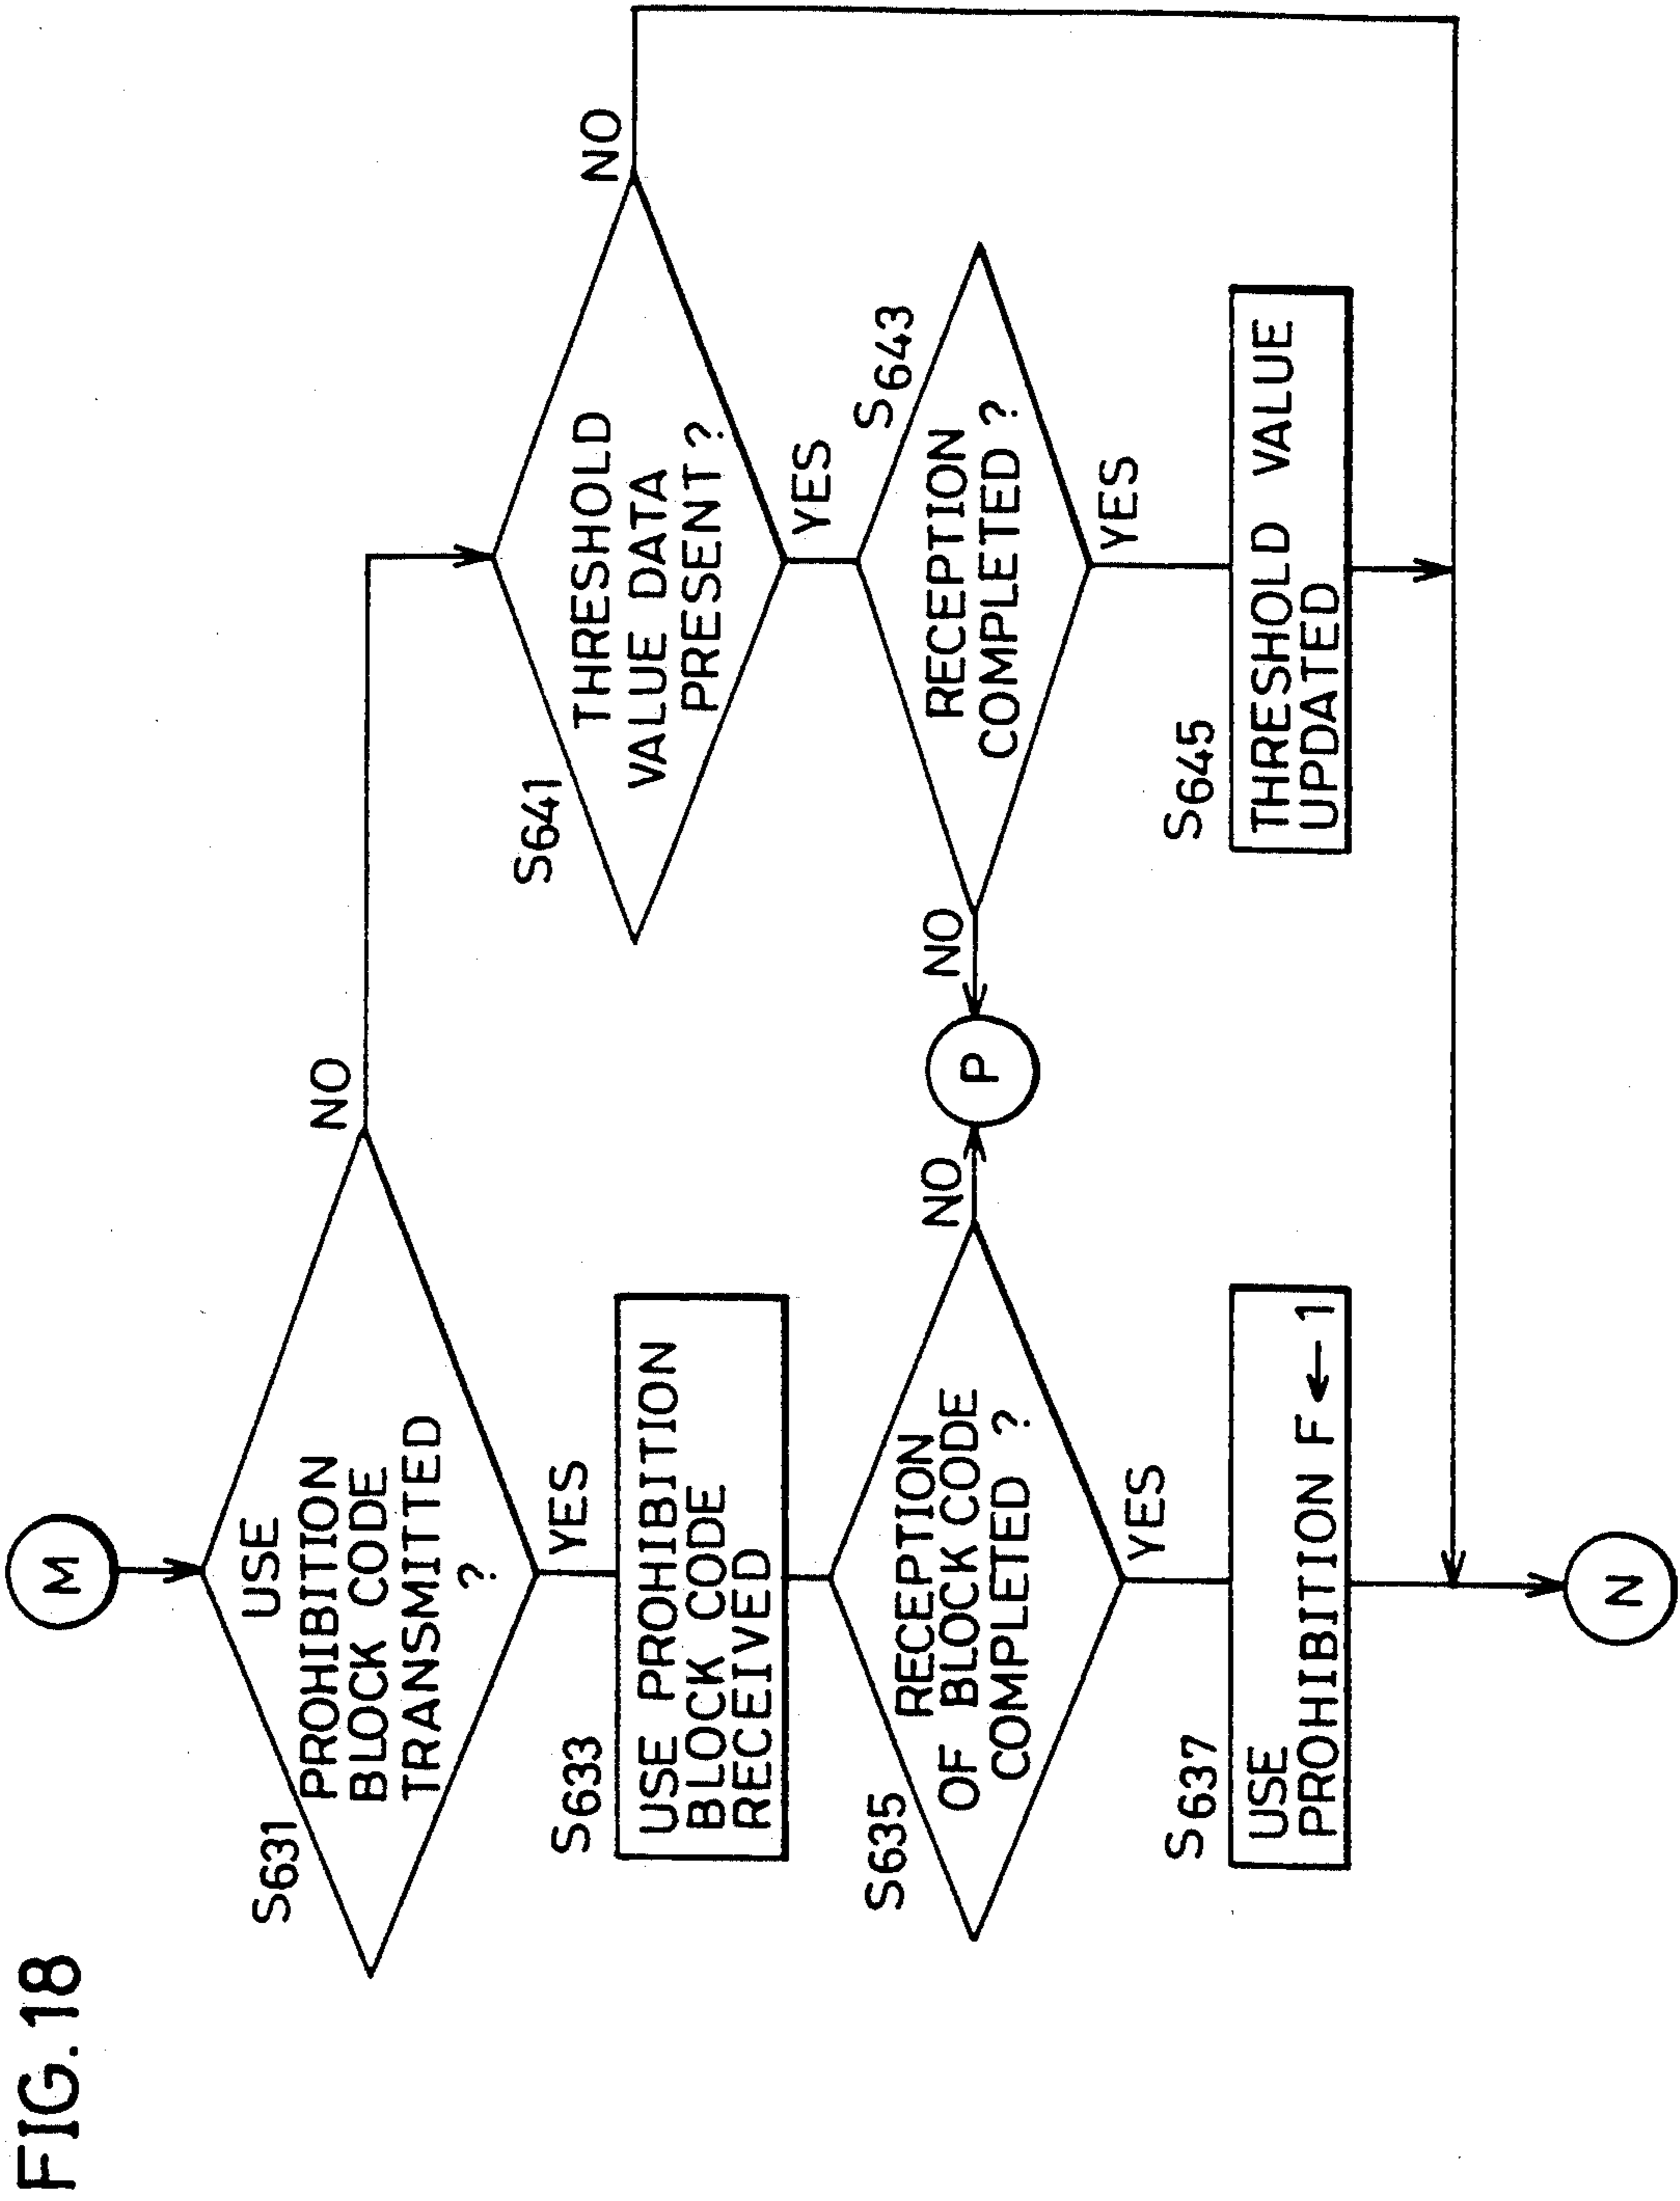 FIG. 18
M
S631
USE
PROHIBITION
BLOCK CODE
TRANSMITTED
?
NO
YES
S633
USE PROHIBITION
BLOCK CODE
RECEIVED
S635
RECEPTION
OF BLOCK CODE
COMPLETED ?
NO
YES
S637
USE
PROHIBITION F ← 1
P
S641
THRESHOLD
VALUE DATA
PRESENT ?
NO
YES
S643
RECEPTION
COMPLETED ?
NO
YES
S645
THRESHOLD VALUE
UPDATED
N